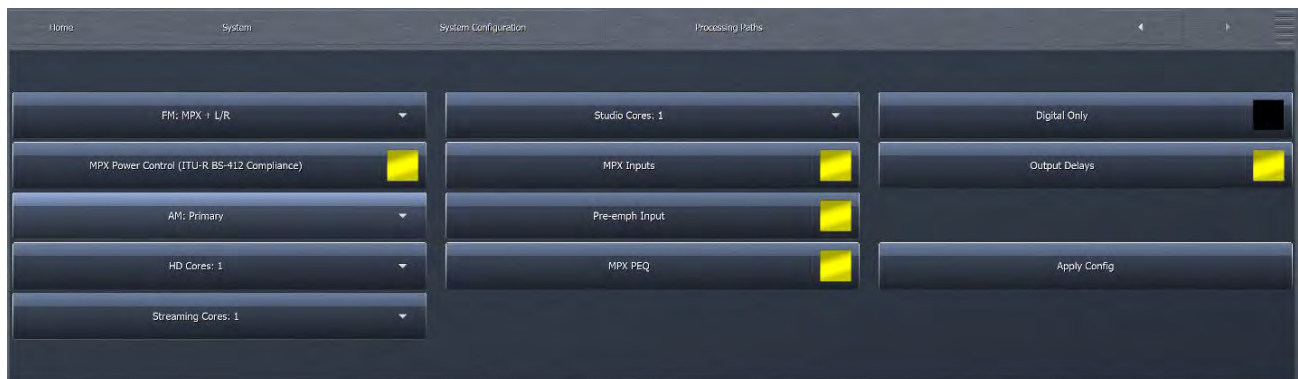 Home
System
System Configuration
Processing Paths
FM: MPX + L/R
Studio Cores: 1
Digital Only
MPX Power Control (ITU-R BS-412 Compliance)
MPX Inputs
Output Delays
AM: Primary
Pre-emph Input
HD Cores: 1
MPX PEQ
Apply Config
Streaming Cores: 1